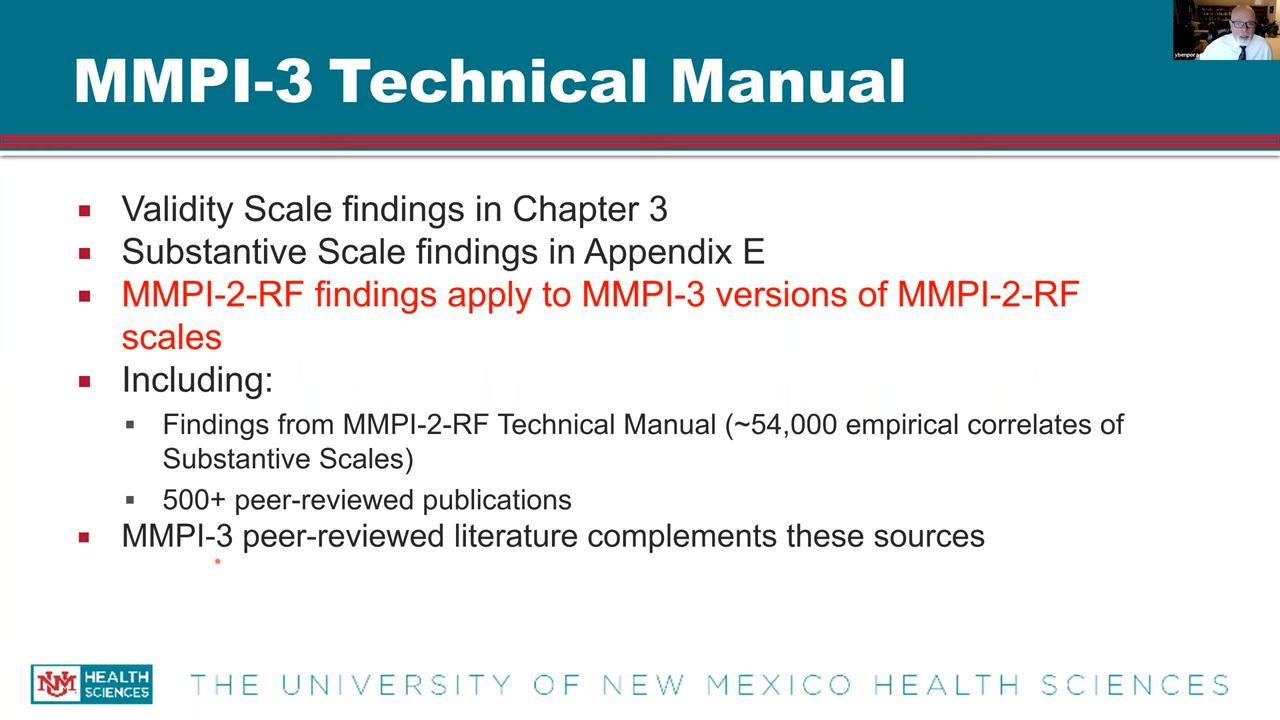 MMPI-3 Technical Manual
Validity Scale findings in Chapter 3
Substantive Scale findings in Appendix E
MMPI-2-RF findings apply to MMPI-3 versions of MMPI-2-RF
scales
Including:
Findings from MMPI-2-RF Technical Manual (~54,000 empirical correlates of
Substantive Scales)
500+ peer-reviewed publications
MMPI-3 peer-reviewed literature complements these sources
UNM HEALTH
SCIENCES
THE UNIVERSITY OF NEW MEXICO HEALTH SCIENCES